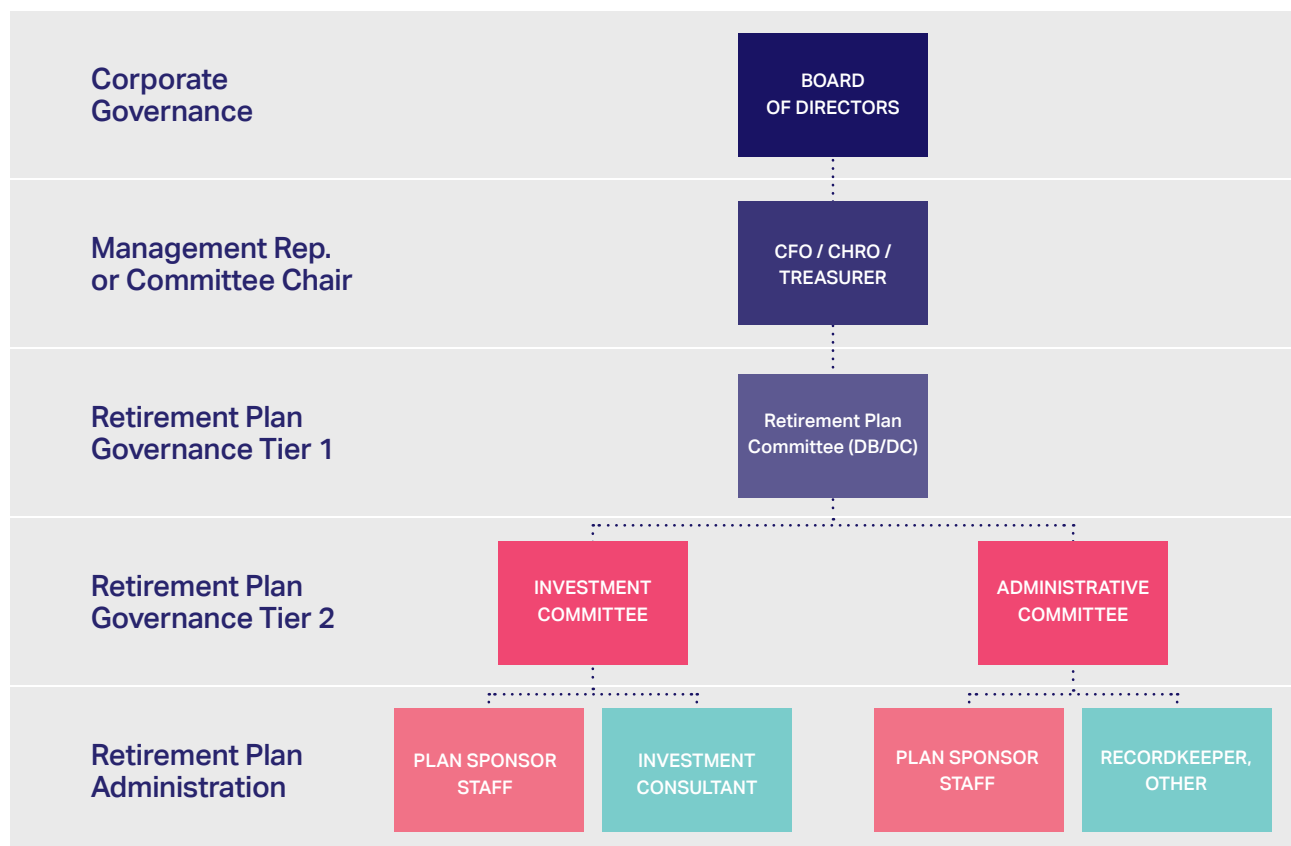 Corporate
Governance
BOARD
OF DIRECTORS
Management Rep.
or Committee Chair
CFO / CHRO /
TREASURER
Retirement Plan
Governance Tier 1
Retirement Plan
Committee (DB/DC)
Retirement Plan
Governance Tier 2
INVESTMENT
COMMITTEE
ADMINISTRATIVE
COMMITTEE
Retirement Plan
Administration
PLAN SPONSOR
STAFF
INVESTMENT
CONSULTANT
PLAN SPONSOR
STAFF
RECORDKEEPER,
OTHER